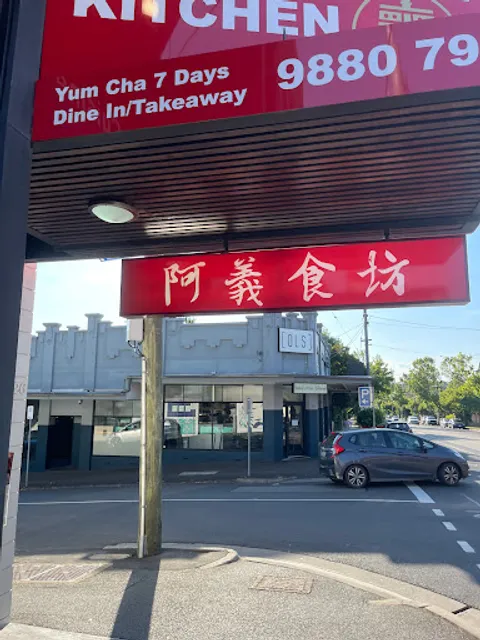 KITCHEN
Yum Cha 7 Days
Dine In/Takeaway
9880 79
阿義食坊
[OLS]
P